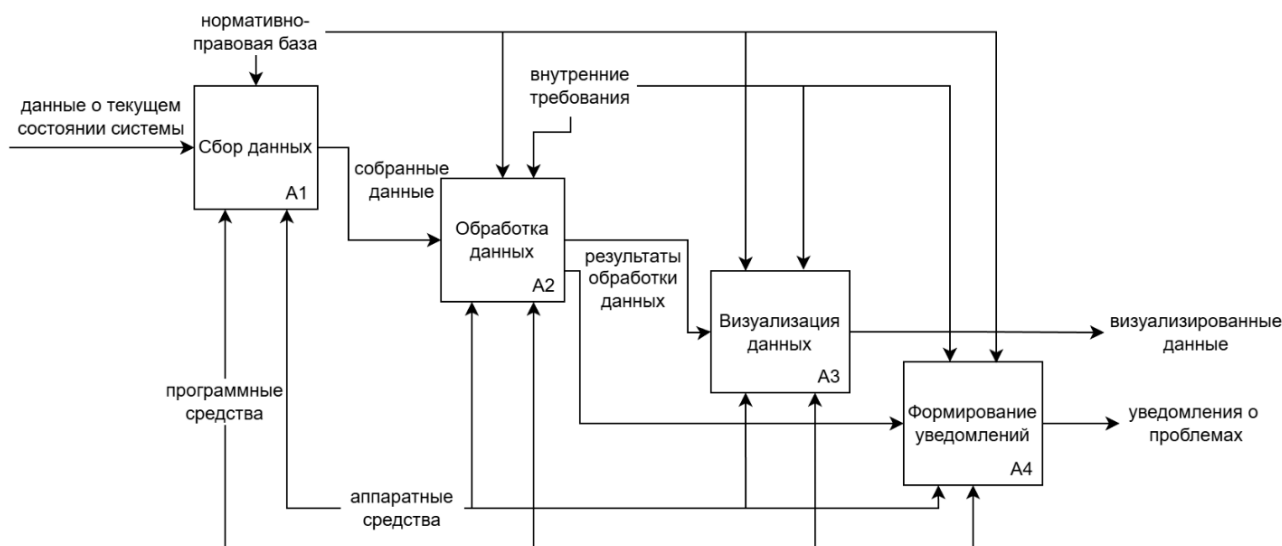 нормативно-
правовая база
внутренние
требования
данные о текущем
состоянии системы
Сбор данных
A1
собранные
данные
Обработка
данных
A2
результаты
обработки
данных
Визуализация
данных
A3
визуализированные
данные
программные
средства
Формирование
уведомлений
A4
уведомления о
проблемах
аппаратные
средства